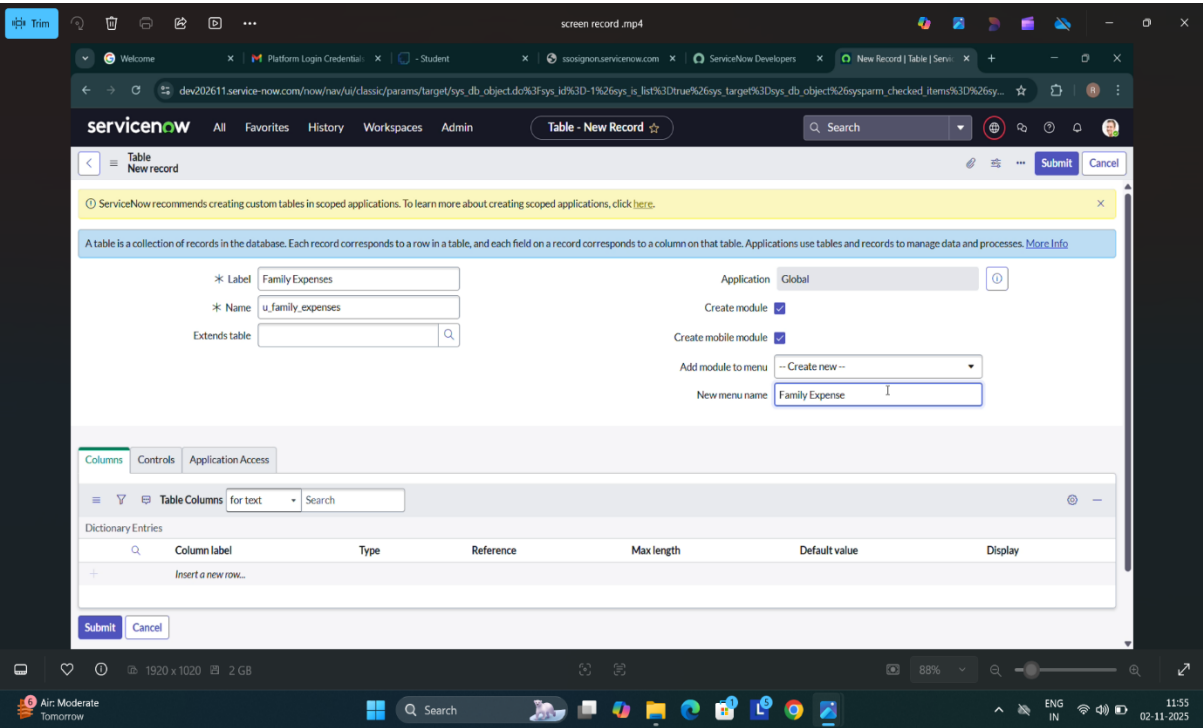 Trim
screen record .mp4
Welcome
Platform Login Credentials
- Student
ssosignon.servicenow.com
ServiceNow Developers
New Record | Table | Servic
dev202611.service-now.com/now/nav/ui/classic/params/target/sys_db_object.do%3Fsys_id%3D-1%26sys_is_list%3Dtrue%26sys_target%3Dsys_db_object%26sysparm_checked_items%3D%26sy...
R
servicenow All Favorites History Workspaces Admin
Table - New Record
Search
Table
New record
Submit
Cancel
ServiceNow recommends creating custom tables in scoped applications. To learn more about creating scoped applications, click here.
A table is a collection of records in the database. Each record corresponds to a row in a table, and each field on a record corresponds to a column on that table. Applications use tables and records to manage data and processes. More Info
Label Family Expenses
Application Global
Name u_family_expenses
Create module
Extends table
Create mobile module
Add module to menu -- Create new --
New menu name Family Expense
Columns Controls Application Access
Table Columns for text Search
Dictionary Entries
Column label Type Reference Max length Default value Display
Insert a new row...
Submit Cancel
1920 x 1020 2 GB
88%
6 Air: Moderate
Tomorrow
Search
ENG
IN
11:55
02-11-2025